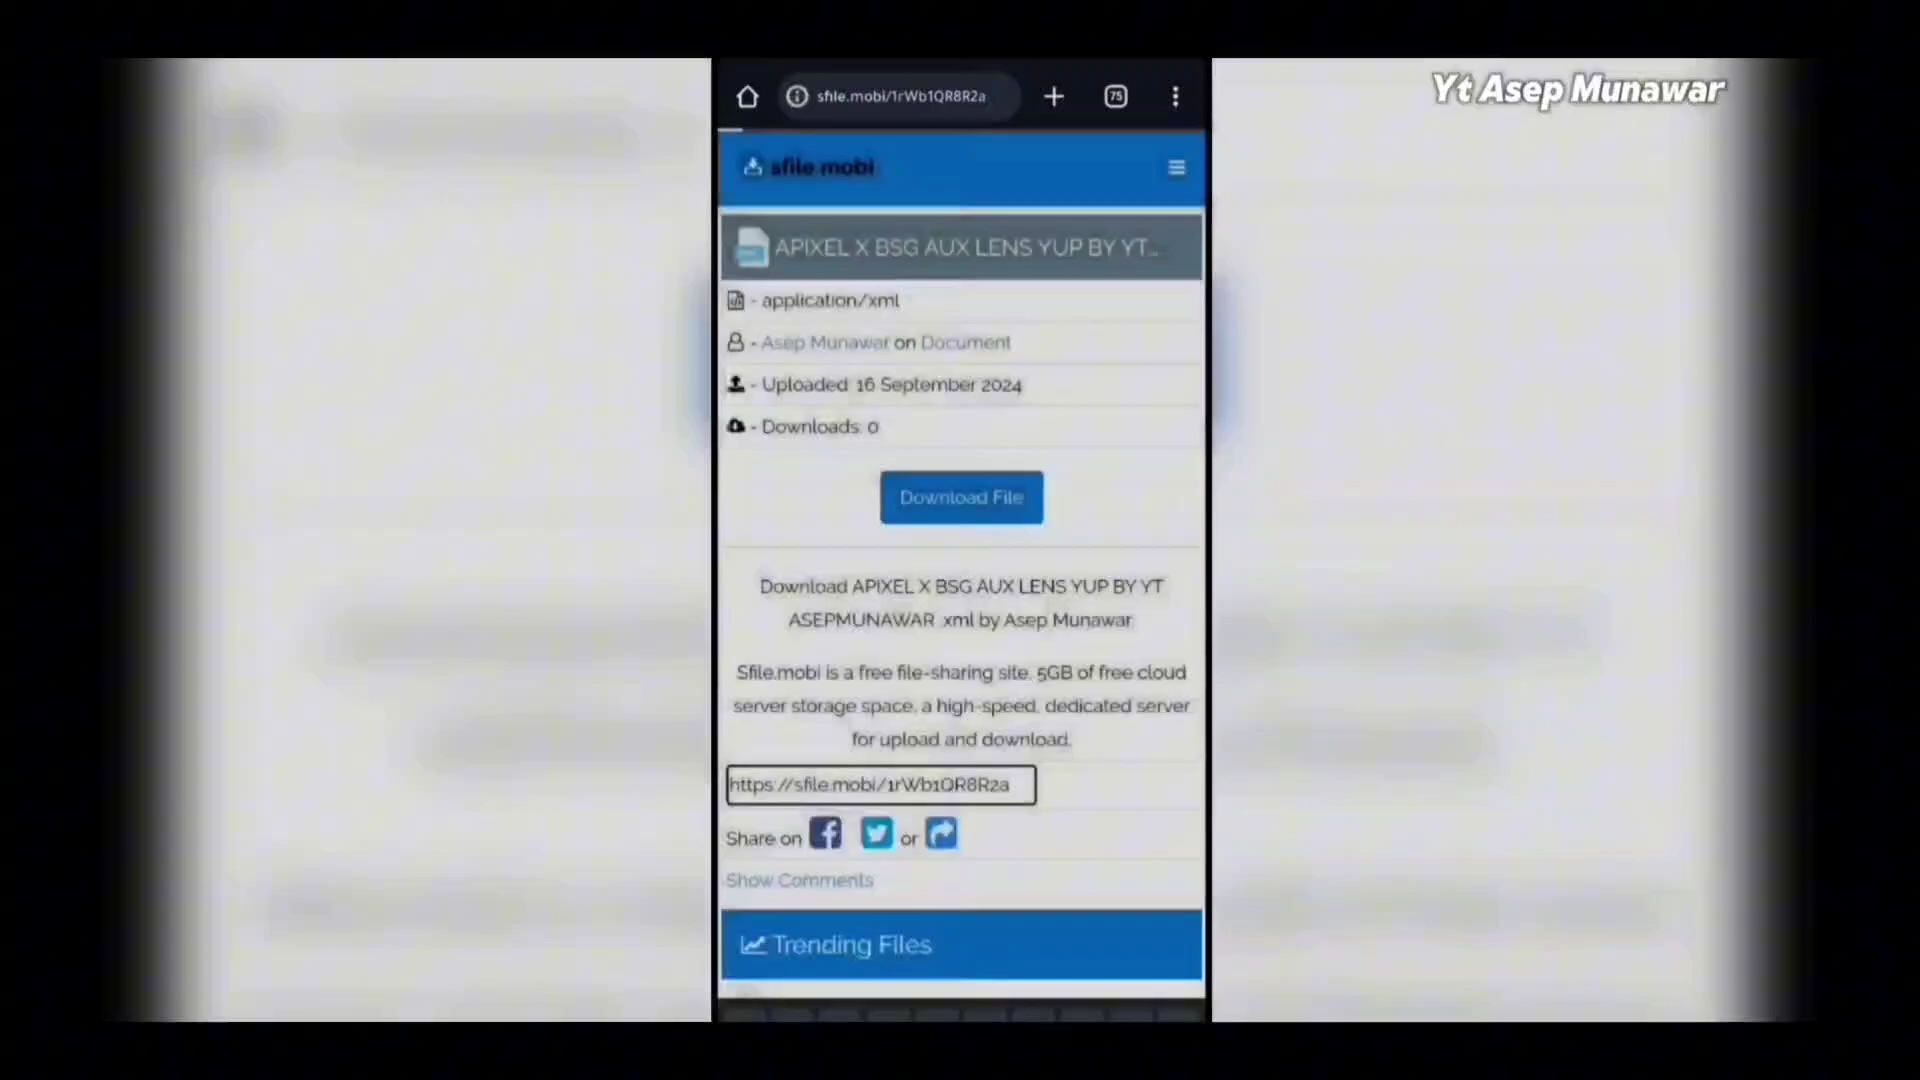 Yt Asep Munawar
sfile.mobi/1rWb1QR8R2a
75
sfile mobi
APIXEL X BSG AUX LENS YUP BY YT...
- application/xml
- Asep Munawar on Document
- Uploaded: 16 September 2024
- Downloads: 0
Download File
Download APIXEL X BSG AUX LENS YUP BY YT
ASEPMUNAWAR .xml by Asep Munawar
Sfile.mobi is a free file-sharing site. 5GB of free cloud
server storage space, a high-speed, dedicated server
for upload and download.
https://sfile.mobi/1rWb1QR8R2a
Share on or
Show Comments
Trending Files